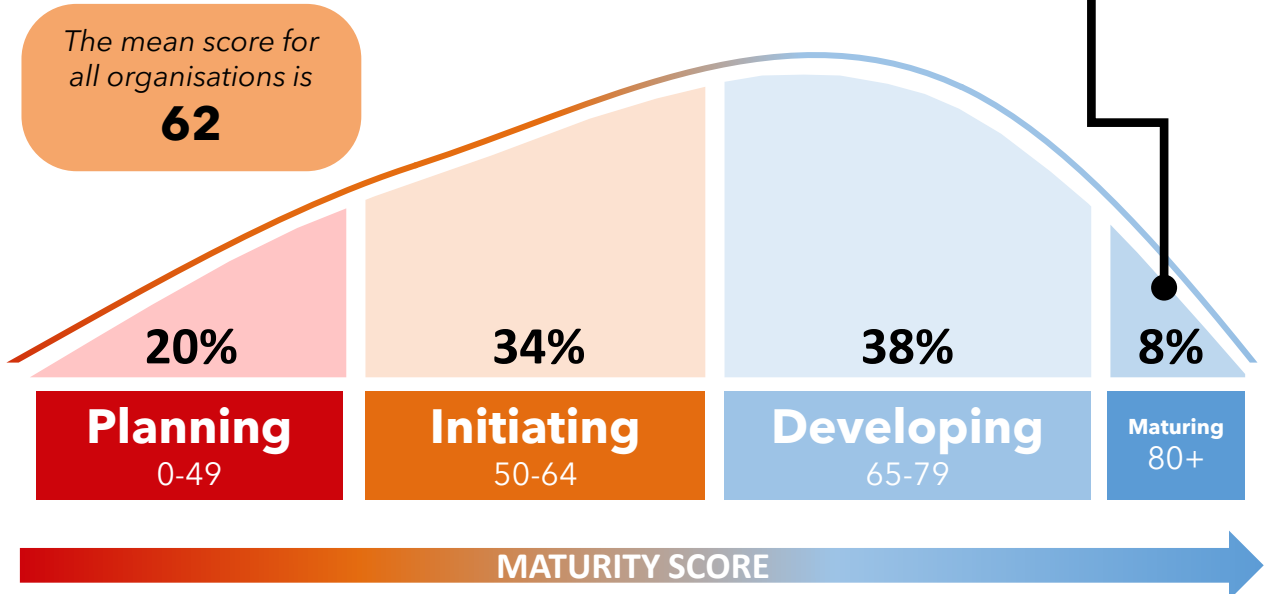 The mean score for
all organisations is
62
20%
34%
38%
8%
Planning
0-49
Initiating
50-64
Developing
65-79
Maturing
80+
MATURITY SCORE